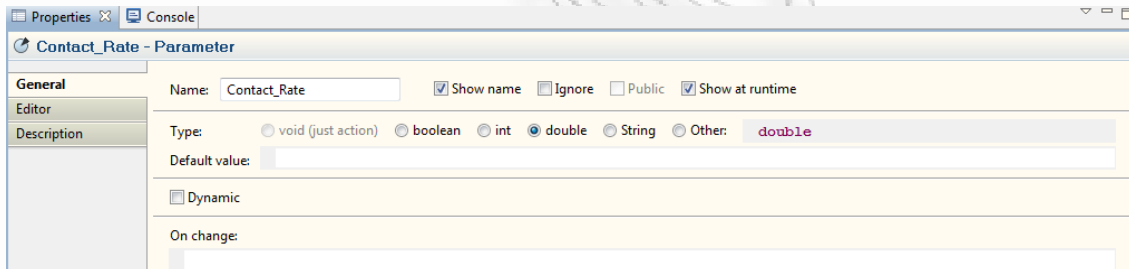 Properties Console
Contact_Rate - Parameter
General
Editor
Description
Name: Contact_Rate Show name Ignore Public Show at runtime
Type: void (just action) boolean int double String Other: double
Default value:
Dynamic
On change: